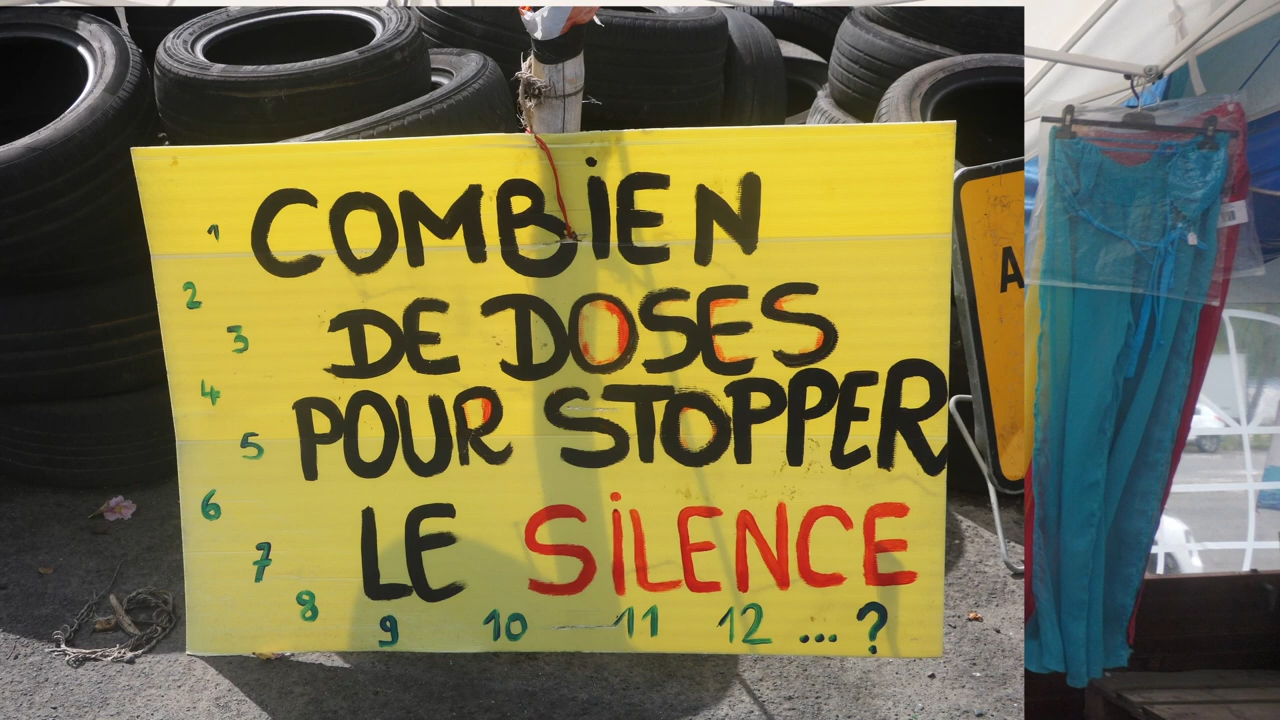 COMBIEN
DE DOSES
POUR STOPPER
LE SILENCE
1
2
3
4
5
6
7
8
9 10 11 12 ... ?
A